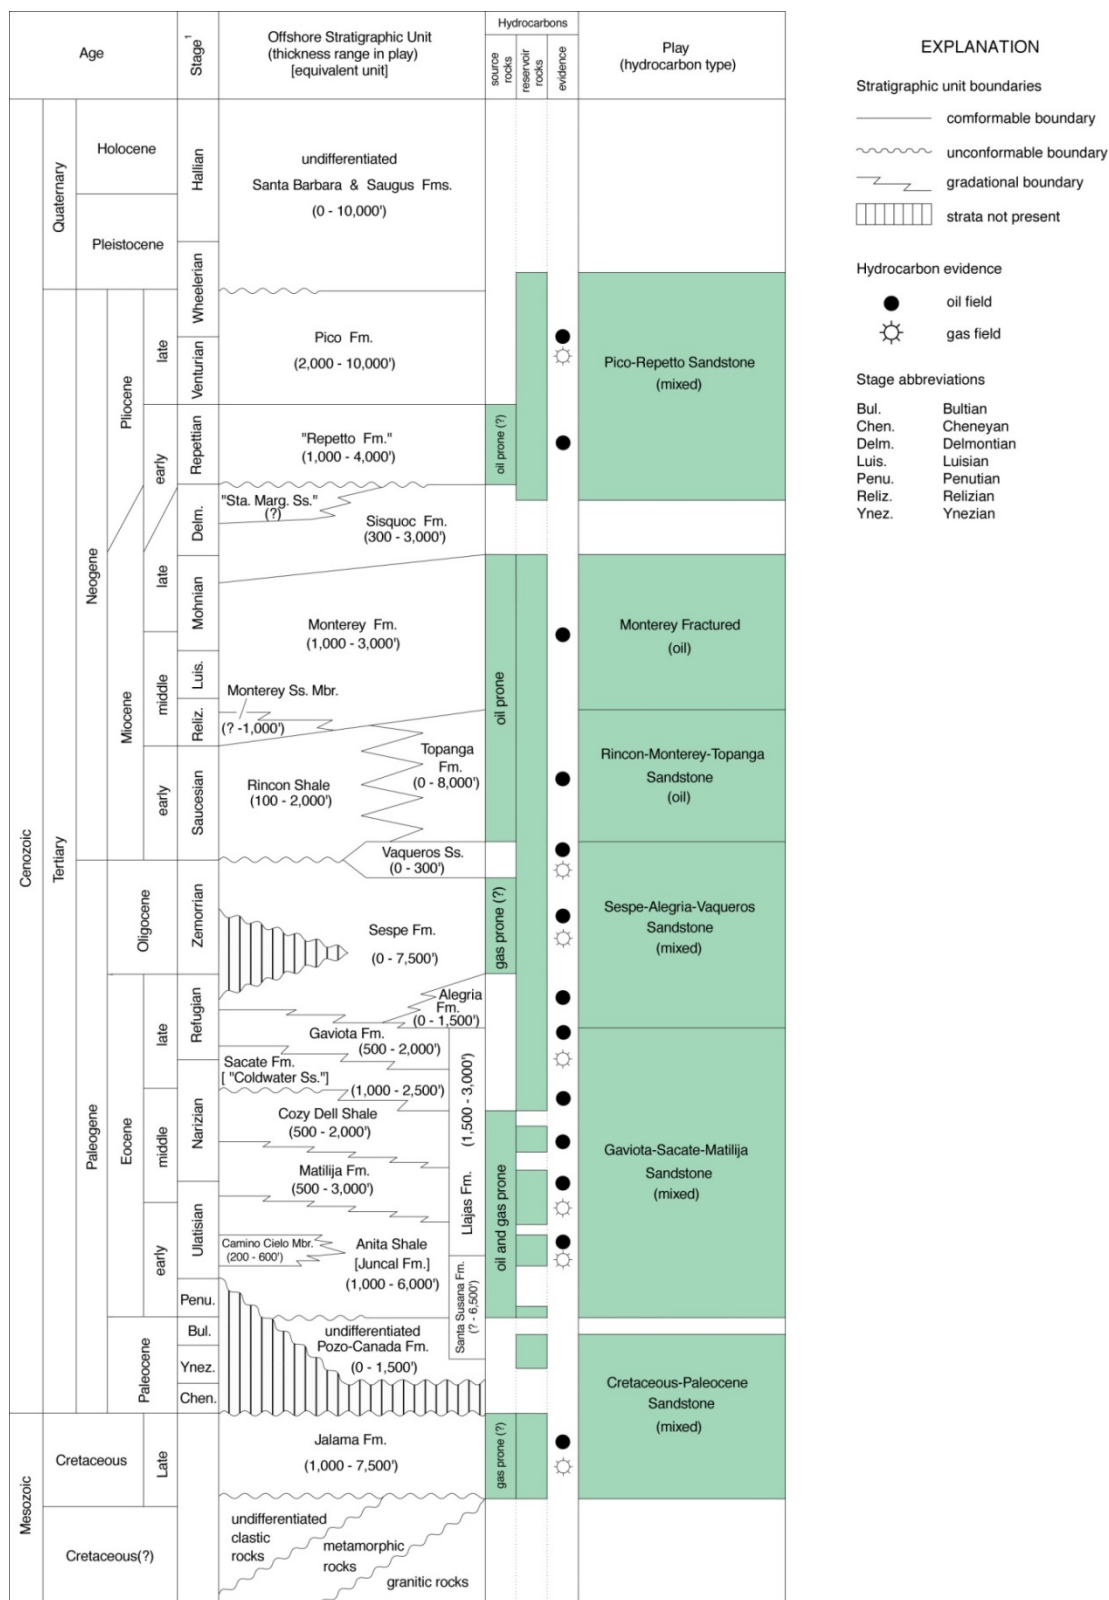 Age
Stage1
Offshore Stratigraphic Unit
(thickness range in play)
[equivalent unit]
Hydrocarbons
source
rocks
reservoir
rocks
evidence
Play
(hydrocarbon type)
Cenozoic
Mesozoic
Quaternary
Tertiary
Neogene
Paleogene
Holocene
Pleistocene
Pliocene
late
early
Miocene
late
middle
early
Oligocene
Eocene
late
middle
early
Paleocene
Cretaceous
Late
Cretaceous(?)
Hallian
Wheelerian
Venturian
Repettian
Delm.
Mohnian
Luis.
Reliz.
Saucesian
Zemorrian
Refugian
Narizian
Ulatisian
Penu.
Bul.
Ynez.
Chen.
undifferentiated
Santa Barbara & Saugus Fms.
(0 - 10,000')
Pico Fm.
(2,000 - 10,000')
"Repetto Fm."
(1,000 - 4,000')
"Sta. Marg. Ss."
(?)
Sisquoc Fm.
(300 - 3,000')
Monterey Fm.
(1,000 - 3,000')
Monterey Ss. Mbr.
(? -1,000')
Rincon Shale
(100 - 2,000')
Topanga
Fm.
(0 - 8,000')
Vaqueros Ss.
(0 - 300')
Sespe Fm.
(0 - 7,500')
Alegria
Fm.
(0 - 1,500')
Gaviota Fm.
(500 - 2,000')
Sacate Fm.
[ "Coldwater Ss."]
(1,000 - 2,500')
Cozy Dell Shale
(500 - 2,000')
Matilija Fm.
(500 - 3,000')
Llajas Fm.
(1,500 - 3,000')
Camino Cielo Mbr.
(200 - 600')
Anita Shale
[Juncal Fm.]
(1,000 - 6,000')
Santa Susana Fm.
(? - 6,500')
undifferentiated
Pozo-Canada Fm.
(0 - 1,500')
Jalama Fm.
(1,000 - 7,500')
undifferentiated
clastic
rocks
metamorphic
rocks
granitic rocks
oil prone (?)
oil prone
gas prone (?)
oil and gas prone
gas prone (?)
Pico-Repetto Sandstone
(mixed)
Monterey Fractured
(oil)
Rincon-Monterey-Topanga
Sandstone
(oil)
Sespe-Alegria-Vaqueros
Sandstone
(mixed)
Gaviota-Sacate-Matilija
Sandstone
(mixed)
Cretaceous-Paleocene
Sandstone
(mixed)
EXPLANATION
Stratigraphic unit boundaries
comformable boundary
unconformable boundary
gradational boundary
strata not present
Hydrocarbon evidence
oil field
gas field
Stage abbreviations
Bul. Bultian
Chen. Cheneyan
Delm. Delmontian
Luis. Luisian
Penu. Penutian
Reliz. Relizian
Ynez. Ynezian